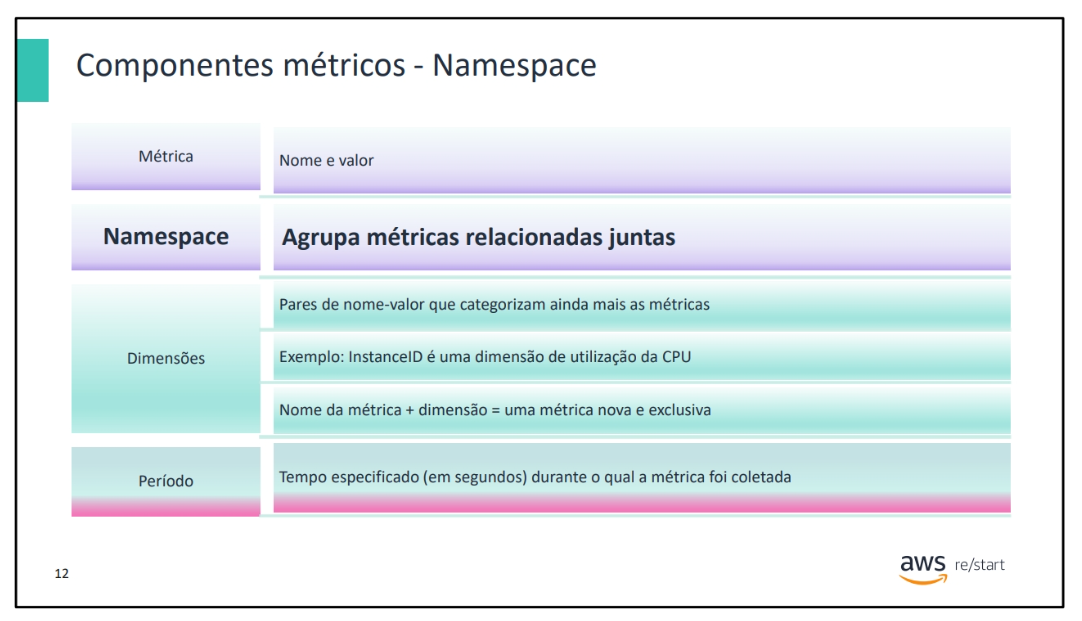 Componentes métricos - Namespace
Métrica
Nome e valor
Namespace
Agrupa métricas relacionadas juntas
Dimensões
Pares de nome-valor que categorizam ainda mais as métricas
Exemplo: InstanceID é uma dimensão de utilização da CPU
Nome da métrica + dimensão = uma métrica nova e exclusiva
Período
Tempo especificado (em segundos) durante o qual a métrica foi coletada
12
aws re/start